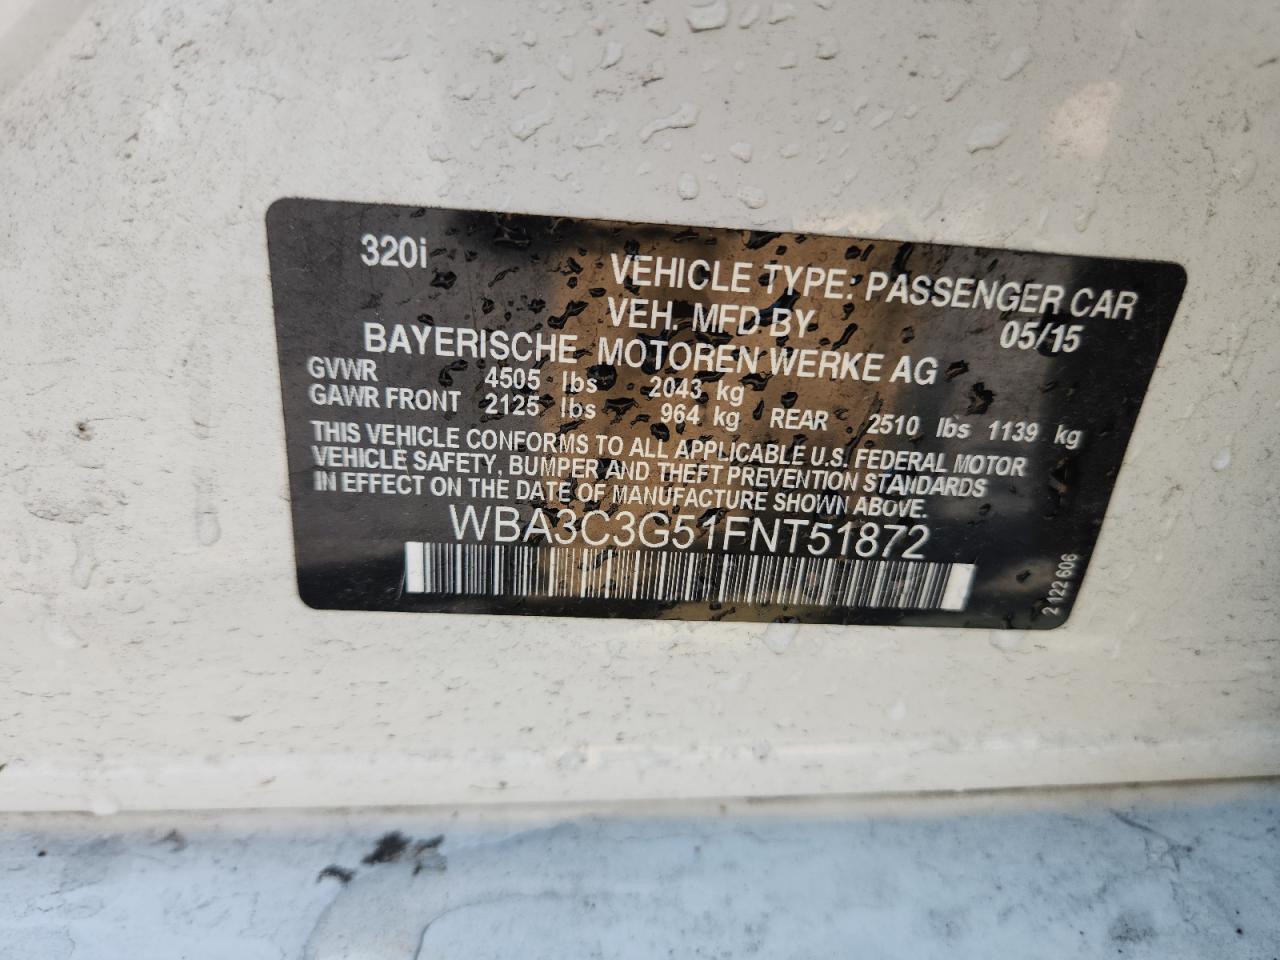 320i
VEHICLE TYPE: PASSENGER CAR
VEH. MFD BY 05/15
BAYERISCHE MOTOREN WERKE AG
GVWR 4505 lbs 2043 kg
GAWR FRONT 2125 lbs 964 kg REAR 2510 lbs 1139 kg
THIS VEHICLE CONFORMS TO ALL APPLICABLE U.S. FEDERAL MOTOR
VEHICLE SAFETY, BUMPER AND THEFT PREVENTION STANDARDS
IN EFFECT ON THE DATE OF MANUFACTURE SHOWN ABOVE.
WBA3C3G51FNT51872
2 122 606